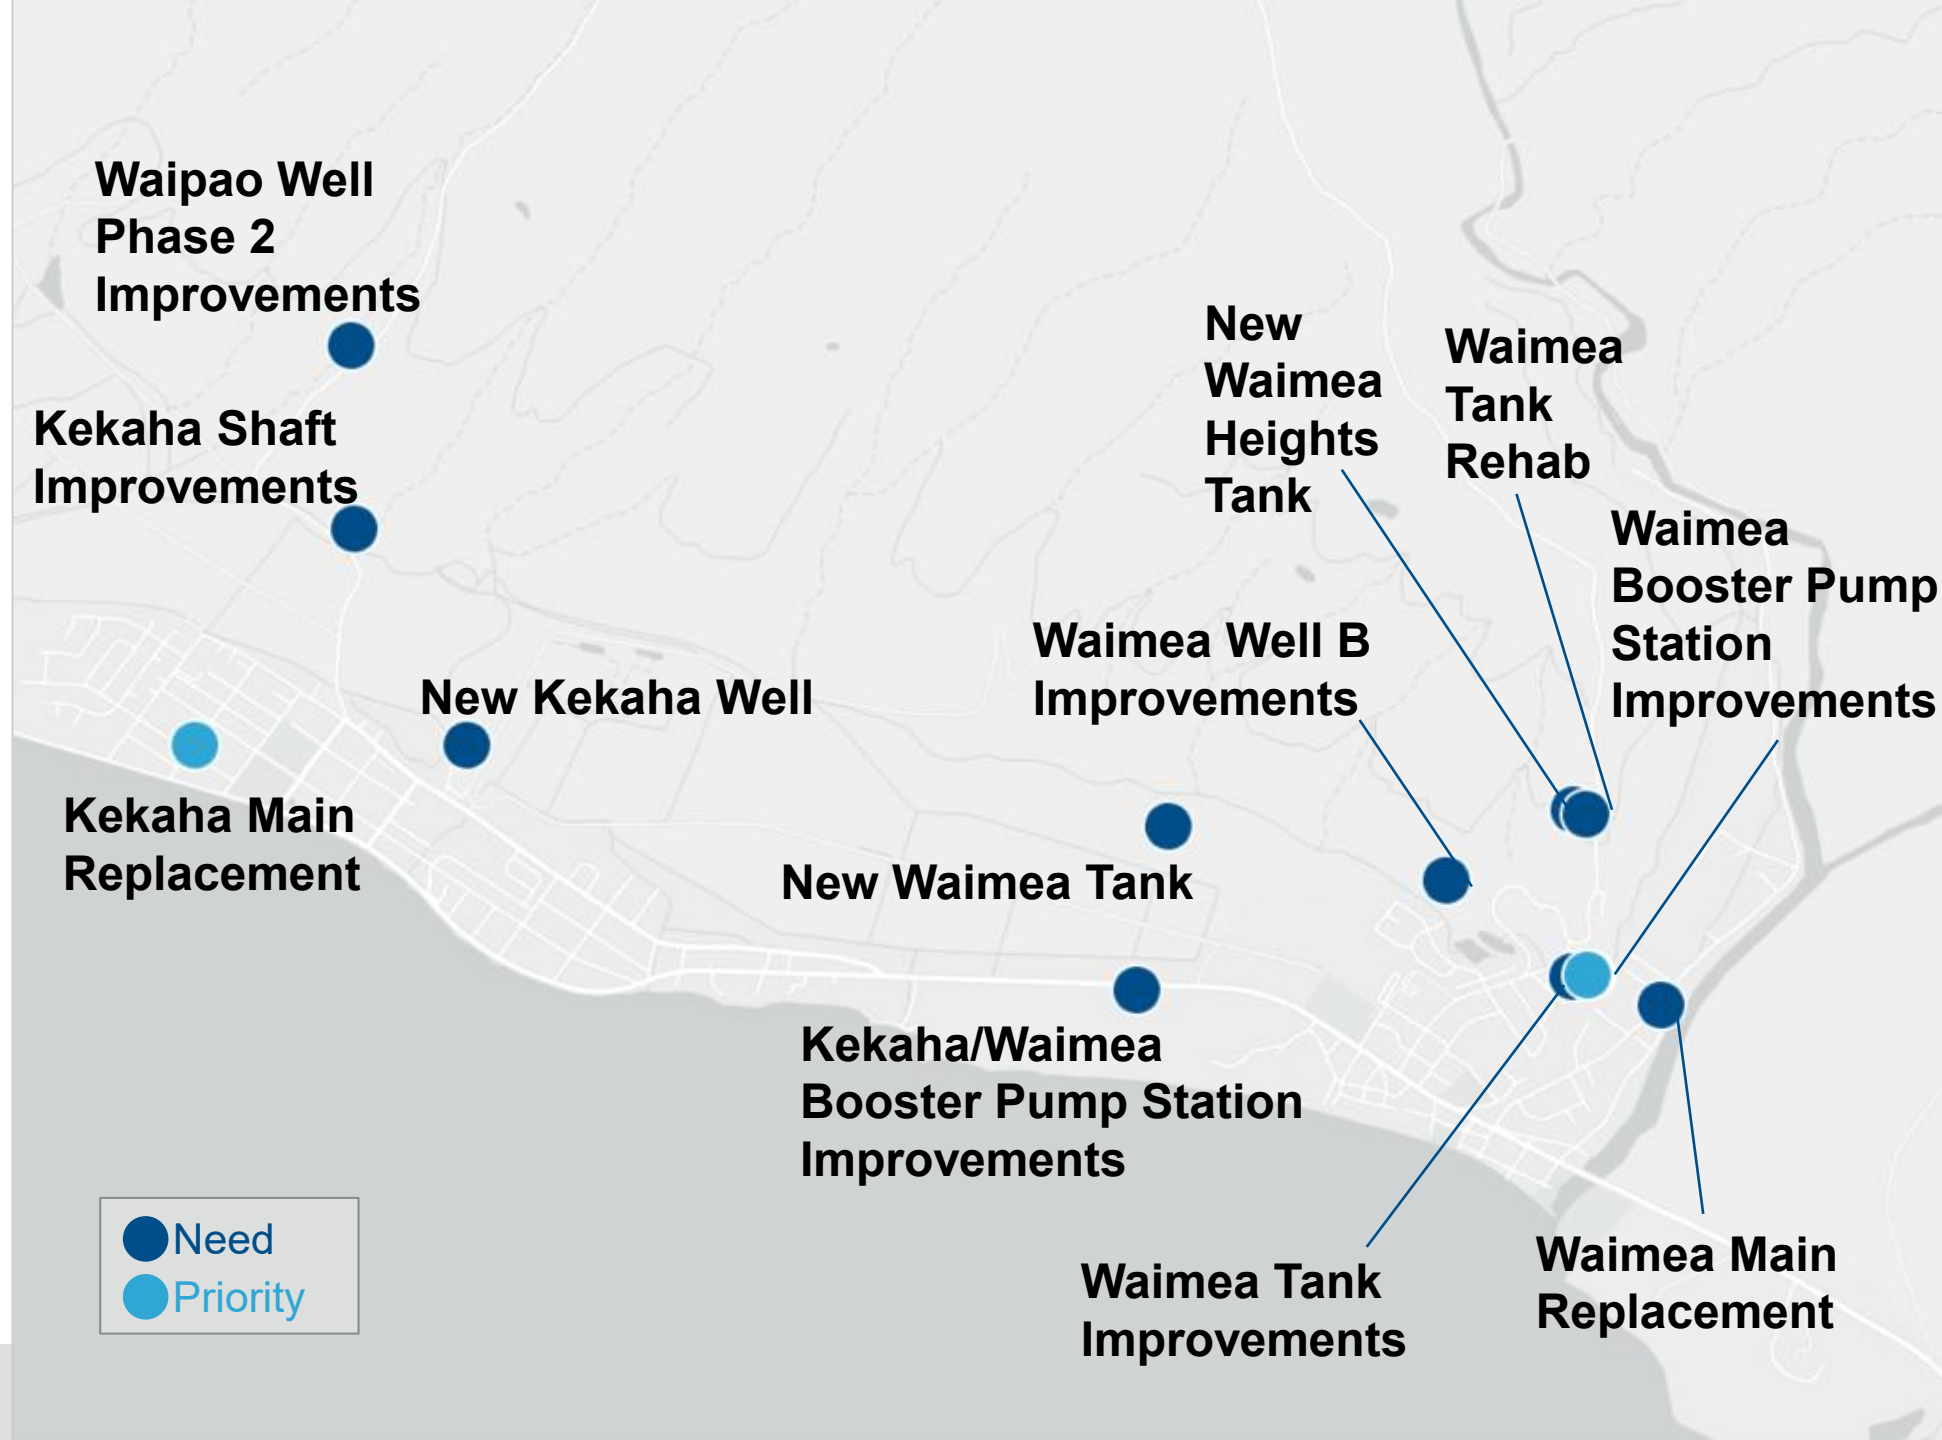 Waipao Well
Phase 2
Improvements
Kekaha Shaft
Improvements
New
Waimea
Heights
Tank
Waimea
Tank
Rehab
Waimea
Booster Pump
Station
Improvements
Waimea Well B
Improvements
New Kekaha Well
Kekaha Main
Replacement
New Waimea Tank
Kekaha/Waimea
Booster Pump Station
Improvements
Waimea Tank
Improvements
Waimea Main
Replacement
Need
Priority